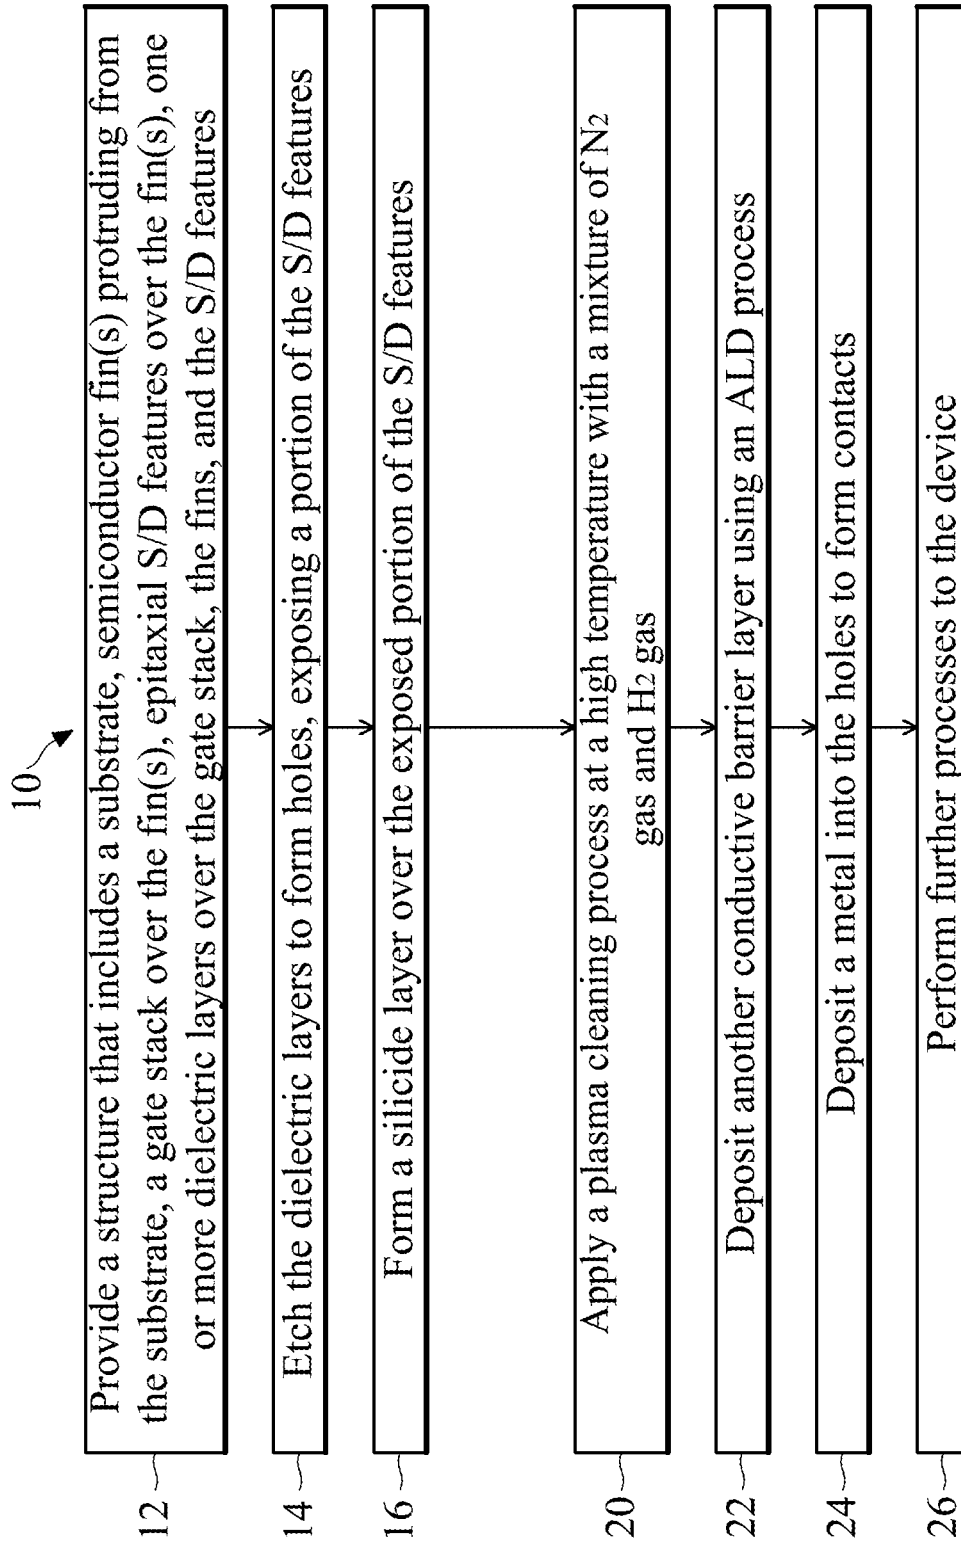 10
12
Provide a structure that includes a substrate, semiconductor fin(s) protruding from
the substrate, a gate stack over the fin(s), epitaxial S/D features over the fin(s), one
or more dielectric layers over the gate stack, the fins, and the S/D features
14
Etch the dielectric layers to form holes, exposing a portion of the S/D features
16
Form a silicide layer over the exposed portion of the S/D features
20
Apply a plasma cleaning process at a high temperature with a mixture of N2
gas and H2 gas
22
Deposit another conductive barrier layer using an ALD process
24
Deposit a metal into the holes to form contacts
26
Perform further processes to the device